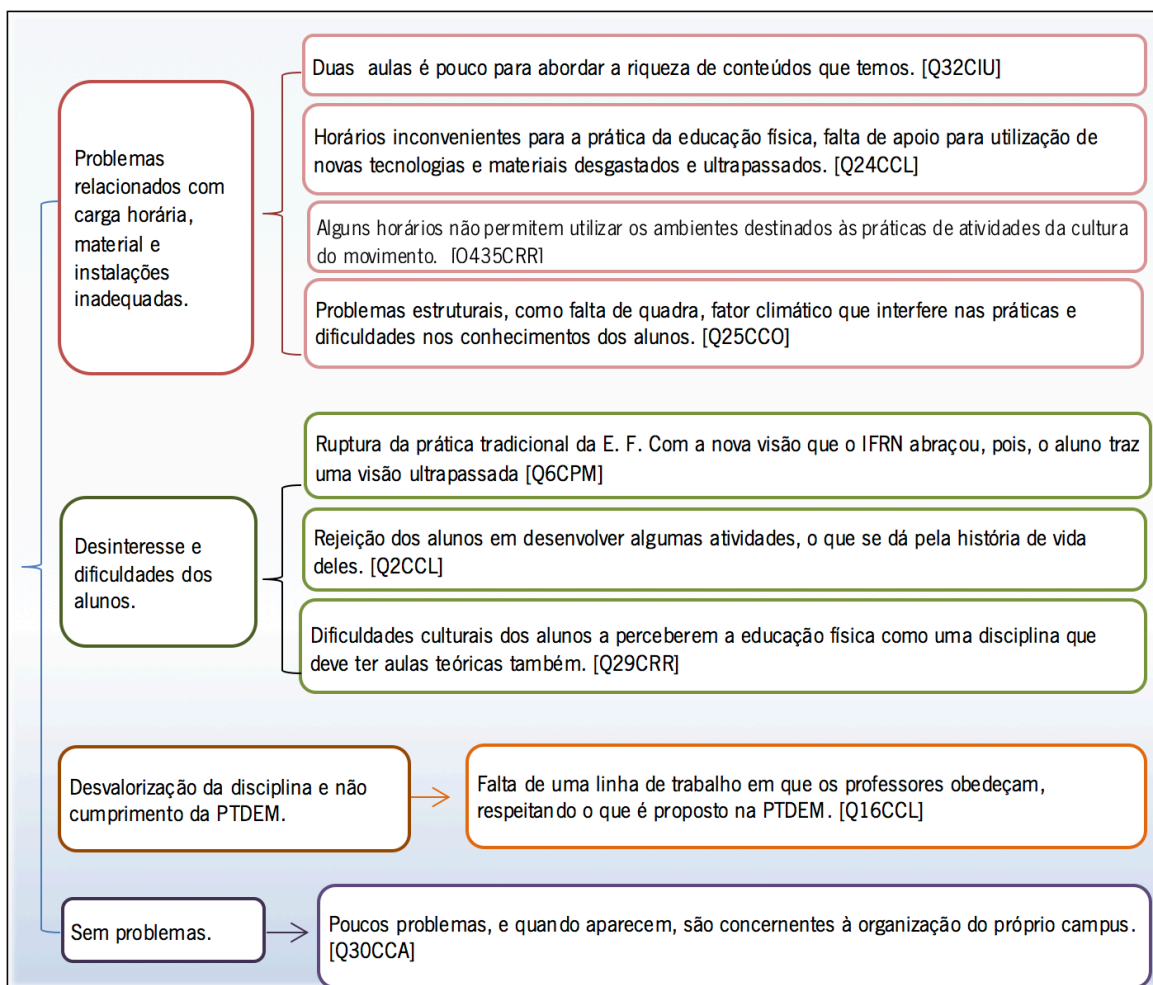 Problemas
relacionados com
carga horária,
material e
instalações
inadequadas.
Duas aulas é pouco para abordar a riqueza de conteúdos que temos. [Q32CIU]
Horários inconvenientes para a prática da educação física, falta de apoio para utilização de
novas tecnologias e materiais desgastados e ultrapassados. [Q24CCL]
Alguns horários não permitem utilizar os ambientes destinados às práticas de atividades da cultura
do movimento. [Q435CRR]
Problemas estruturais, como falta de quadra, fator climático que interfere nas práticas e
dificuldades nos conhecimentos dos alunos. [Q25CCO]
Desinteresse e
dificuldades dos
alunos.
Ruptura da prática tradicional da E. F. Com a nova visão que o IFRN abraçou, pois, o aluno traz
uma visão ultrapassada [Q6CPM]
Rejeição dos alunos em desenvolver algumas atividades, o que se dá pela história de vida
deles. [Q2CCL]
Dificuldades culturais dos alunos a perceberem a educação física como uma disciplina que
deve ter aulas teóricas também. [Q29CRR]
Desvalorização da disciplina e não
cumprimento da PTDEM.
Falta de uma linha de trabalho em que os professores obedeçam,
respeitando o que é proposto na PTDEM. [Q16CCL]
Sem problemas.
Poucos problemas, e quando aparecem, são concernentes à organização do próprio campus.
[Q30CCA]